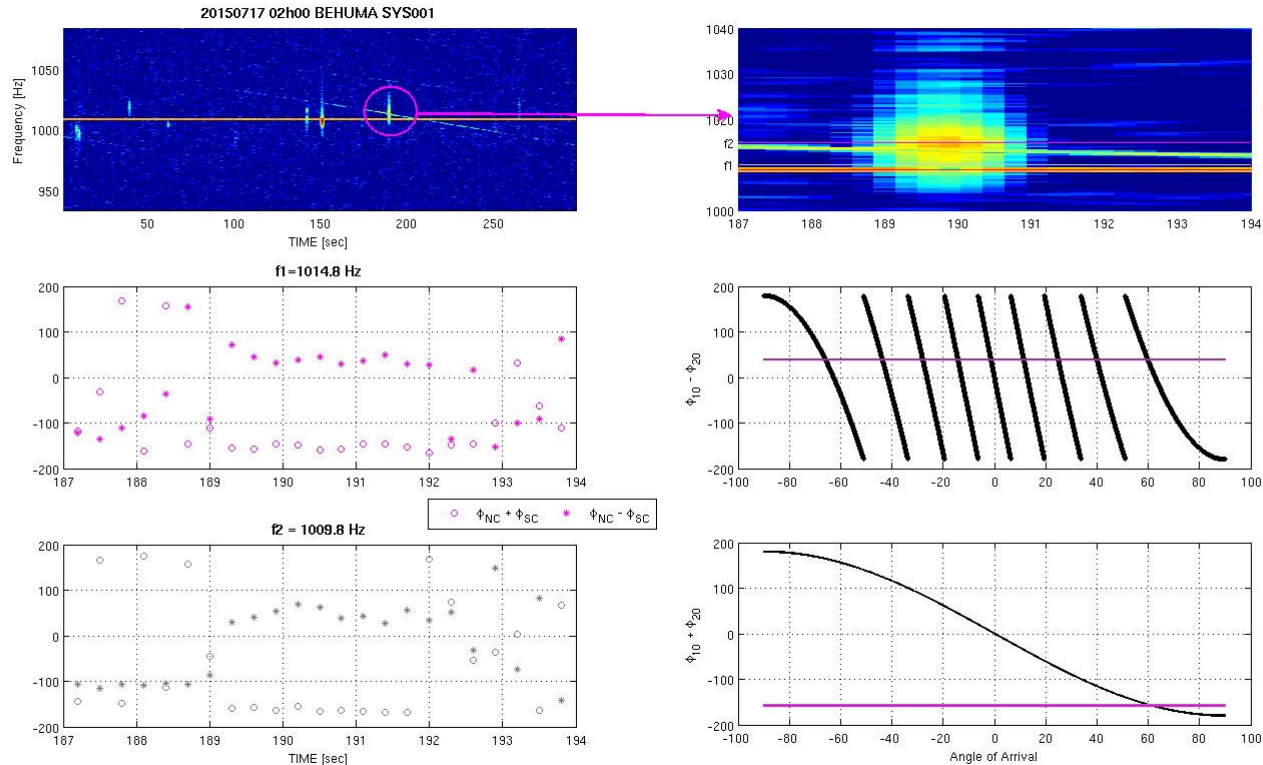 20150717 02h00 BEHUMA SYS001
Frequency [Hz]
1050
1000
950
50 100 150 200 250
TIME [sec]
1040
1030
1020
f2
f1
1000
187 188 189 190 191 192 193 194
f1=1014.8 Hz
200
100
0
-100
-200
187 188 189 190 191 192 193 194
ϕ10 - ϕ20
200
100
0
-100
-200
-100 -80 -60 -40 -20 0 20 40 60 80 100
ϕNC + ϕSC ϕNC - ϕSC
f2 = 1009.8 Hz
200
100
0
-100
-200
187 188 189 190 191 192 193 194
TIME [sec]
ϕ10 + ϕ20
200
100
0
-100
-200
-100 -80 -60 -40 -20 0 20 40 60 80 100
Angle of Arrival